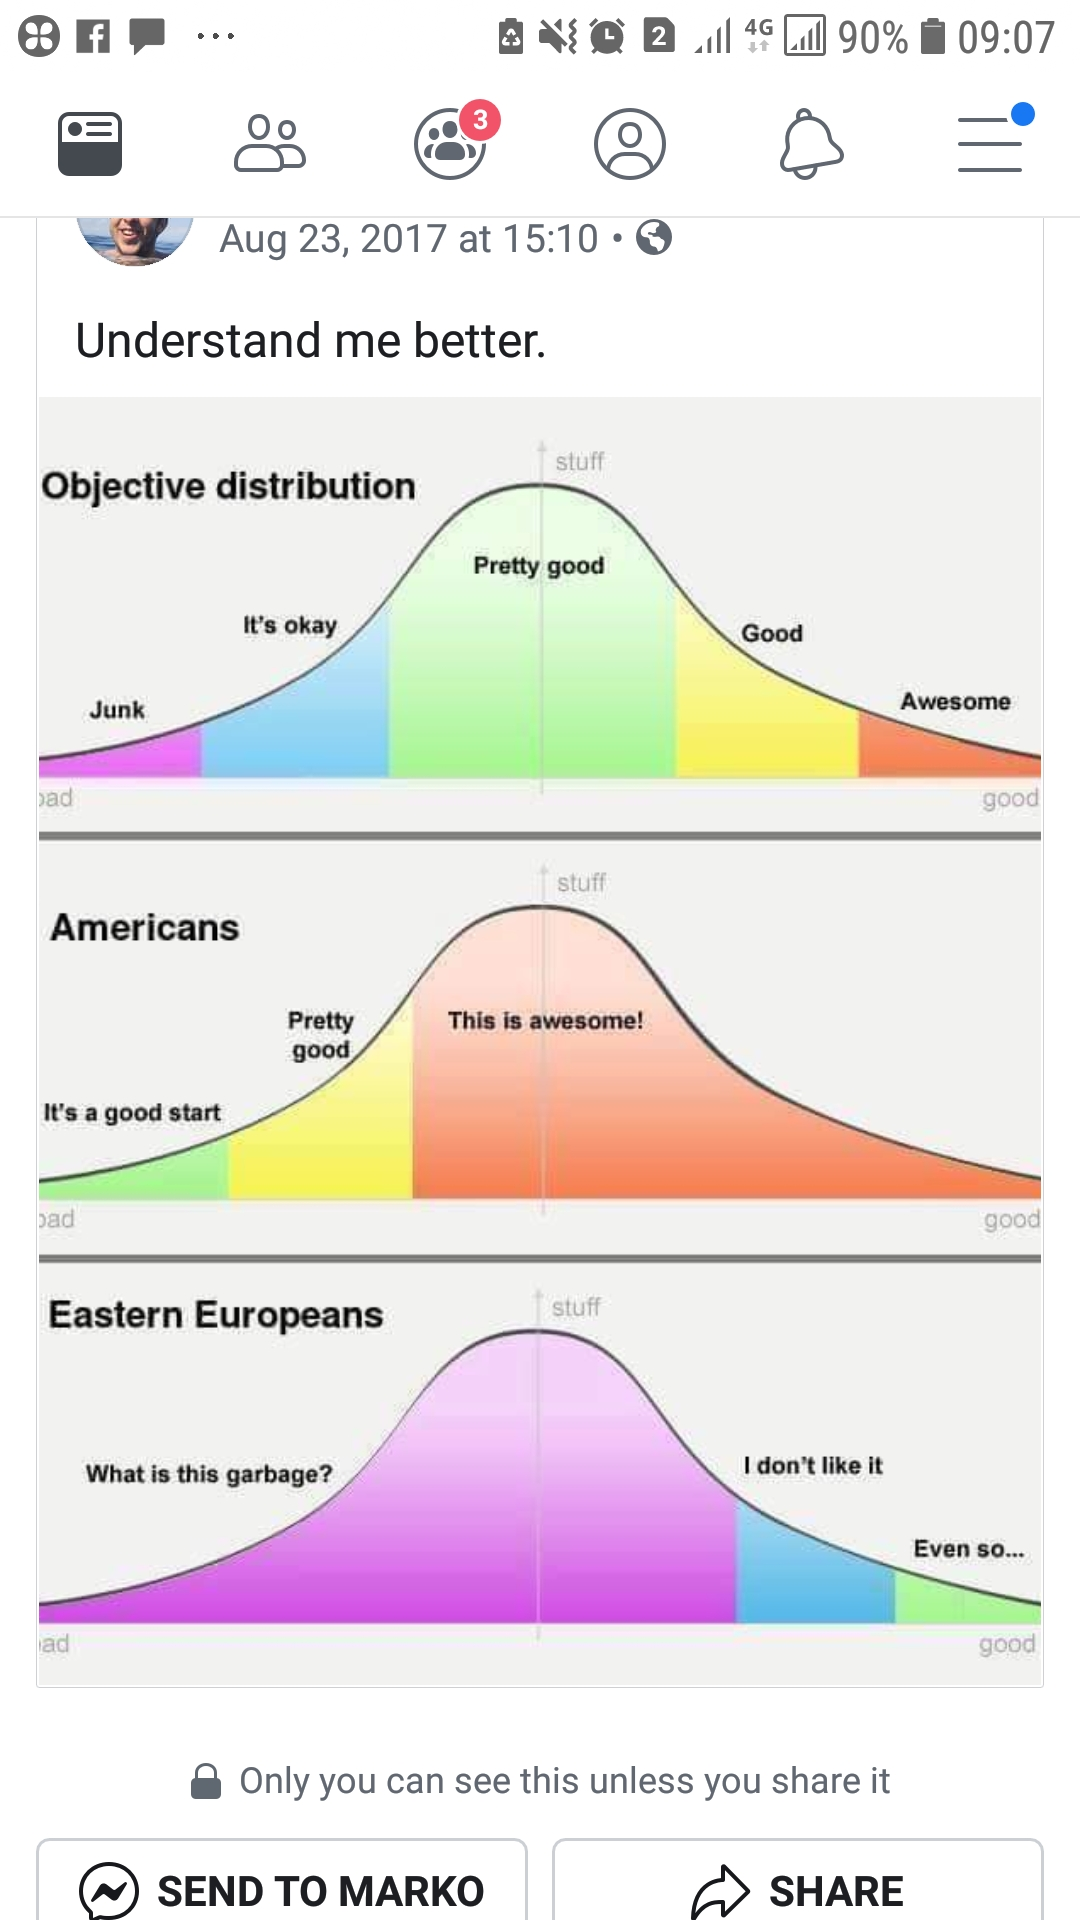 2 4G 90% 09:07
3
Aug 23, 2017 at 15:10 •
Understand me better.
stuff
Objective distribution
Pretty good
It's okay
Good
Junk
Awesome
good
stuff
Americans
Pretty
good
This is awesome!
It's a good start
good
stuff
Eastern Europeans
I don't like it
What is this garbage?
Even so...
good
Only you can see this unless you share it
SEND TO MARKO
SHARE